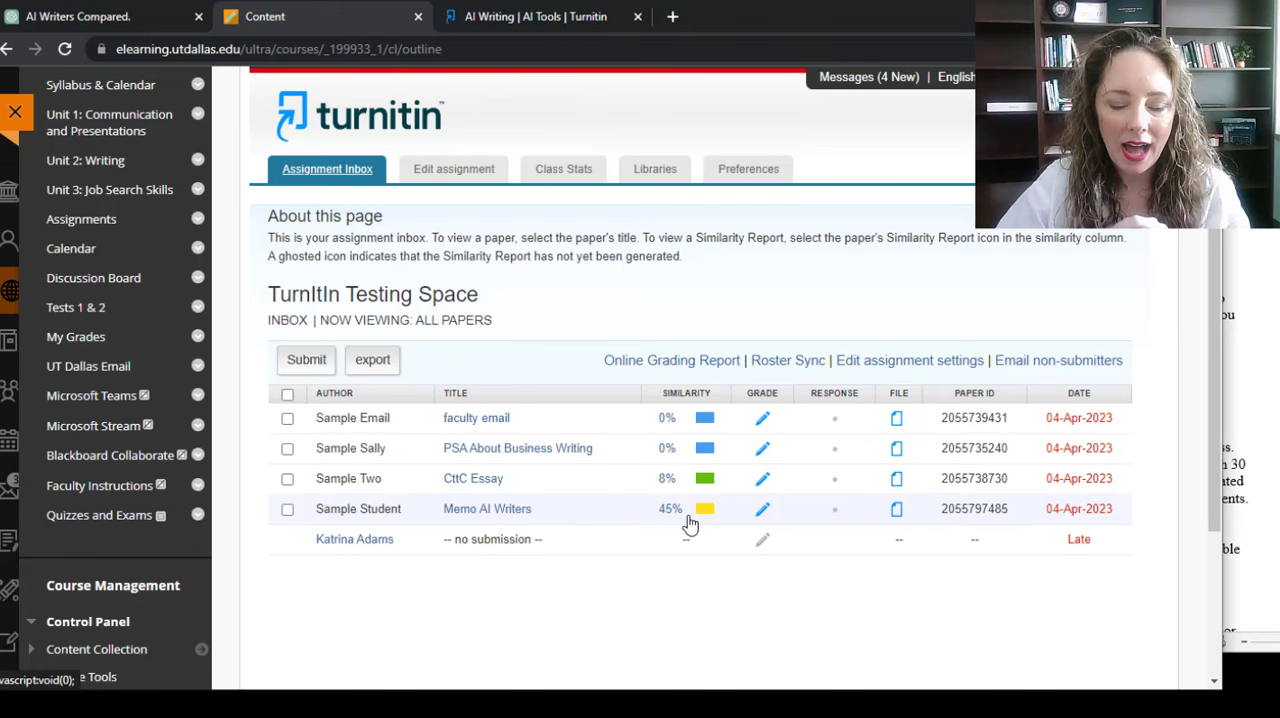 AI Writers Compared.
Content
AI Writing | AI Tools | Turnitin
elearning.utdallas.edu/ultra/courses/_199933_1/cl/outline
Syllabus & Calendar
Unit 1: Communication
and Presentations
Unit 2: Writing
Unit 3: Job Search Skills
Assignments
Calendar
Discussion Board
Tests 1 & 2
My Grades
UT Dallas Email
Microsoft Teams
Microsoft Stream
Blackboard Collaborate
Faculty Instructions
Quizzes and Exams
Course Management
Control Panel
Content Collection
e Tools
vascript:void(0);
Messages (4 New) | English
turnitin
Assignment Inbox Edit assignment Class Stats Libraries Preferences
About this page
This is your assignment inbox. To view a paper, select the paper's title. To view a Similarity Report, select the paper's Similarity Report icon in the similarity column.
A ghosted icon indicates that the Similarity Report has not yet been generated.
TurnItIn Testing Space
INBOX | NOW VIEWING: ALL PAPERS
Submit export Online Grading Report | Roster Sync | Edit assignment settings | Email non-submitters
AUTHOR TITLE SIMILARITY GRADE RESPONSE FILE PAPER ID DATE
Sample Email faculty email 0% 2055739431 04-Apr-2023
Sample Sally PSA About Business Writing 0% 2055735240 04-Apr-2023
Sample Two CttC Essay 8% 2055738730 04-Apr-2023
Sample Student Memo AI Writers 45% 2055797485 04-Apr-2023
Katrina Adams -- no submission -- -- -- -- Late
ou
ss.
h 30
ated
ents.
ble
or